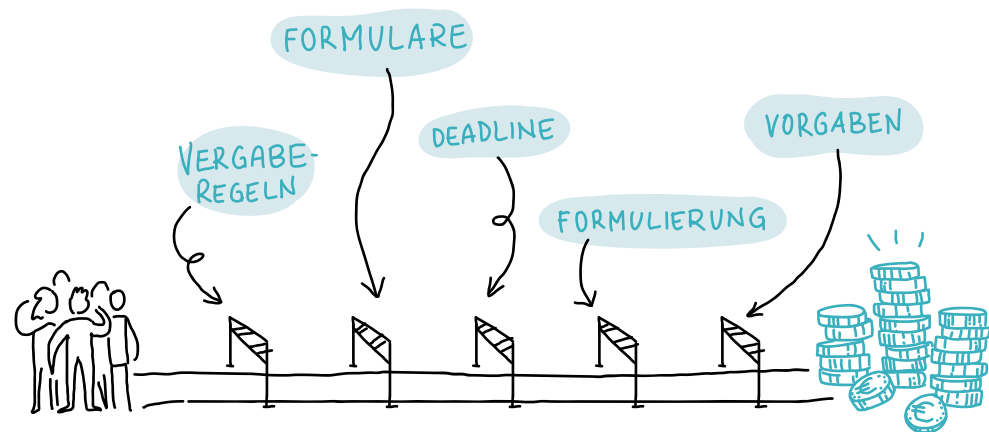 FORMULARE
VERGABE-
REGELN
DEADLINE
FORMULIERUNG
VORGABEN
€
€